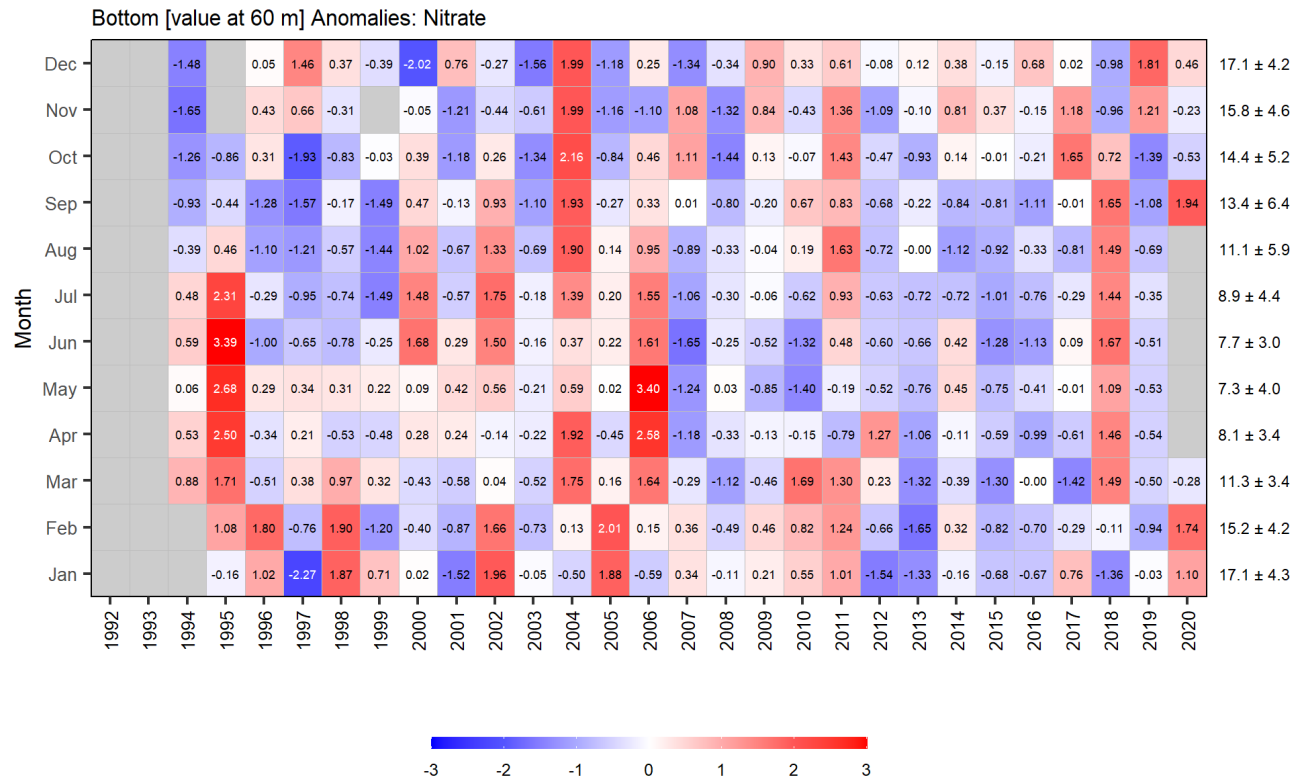 Bottom [value at 60 m] Anomalies: Nitrate
Dec -1.48 0.05 1.46 0.37 -0.39 -2.02 0.76 -0.27 -1.56 1.99 -1.18 0.25 -1.34 -0.34 0.90 0.33 0.61 -0.08 0.12 0.38 -0.15 0.68 0.02 -0.98 1.81 0.46 17.1 ± 4.2
Nov -1.65 0.43 0.66 -0.31 -0.05 -1.21 -0.44 -0.61 1.99 -1.16 -1.10 1.08 -1.32 0.84 -0.43 1.36 -1.09 -0.10 0.81 0.37 -0.15 1.18 -0.96 1.21 -0.23 15.8 ± 4.6
Oct -1.26 -0.86 0.31 -1.93 -0.83 -0.03 0.39 -1.18 0.26 -1.34 2.16 -0.84 0.46 1.11 -1.44 0.13 -0.07 1.43 -0.47 -0.93 0.14 -0.01 -0.21 1.65 0.72 -1.39 -0.53 14.4 ± 5.2
Sep -0.93 -0.44 -1.28 -1.57 -0.17 -1.49 0.47 -0.13 0.93 -1.10 1.93 -0.27 0.33 0.01 -0.80 -0.20 0.67 0.83 -0.68 -0.22 -0.84 -0.81 -1.11 -0.01 1.65 -1.08 1.94 13.4 ± 6.4
Aug -0.39 0.46 -1.10 -1.21 -0.57 -1.44 1.02 -0.67 1.33 -0.69 1.90 0.14 0.95 -0.89 -0.33 -0.04 0.19 1.63 -0.72 -0.00 -1.12 -0.92 -0.33 -0.81 1.49 -0.69 11.1 ± 5.9
Jul 0.48 2.31 -0.29 -0.95 -0.74 -1.49 1.48 -0.57 1.75 -0.18 1.39 0.20 1.55 -1.06 -0.30 -0.06 -0.62 0.93 -0.63 -0.72 -0.72 -1.01 -0.76 -0.29 1.44 -0.35 8.9 ± 4.4
Jun 0.59 3.39 -1.00 -0.65 -0.78 -0.25 1.68 0.29 1.50 -0.16 0.37 0.22 1.61 -1.65 -0.25 -0.52 -1.32 0.48 -0.60 -0.66 0.42 -1.28 -1.13 0.09 1.67 -0.51 7.7 ± 3.0
May 0.06 2.68 0.29 0.34 0.31 0.22 0.09 0.42 0.56 -0.21 0.59 0.02 3.40 -1.24 0.03 -0.85 -1.40 -0.19 -0.52 -0.76 0.45 -0.75 -0.41 -0.01 1.09 -0.53 7.3 ± 4.0
Apr 0.53 2.50 -0.34 0.21 -0.53 -0.48 0.28 0.24 -0.14 -0.22 1.92 -0.45 2.58 -1.18 -0.33 -0.13 -0.15 -0.79 1.27 -1.06 -0.11 -0.59 -0.99 -0.61 1.46 -0.54 8.1 ± 3.4
Mar 0.88 1.71 -0.51 0.38 0.97 0.32 -0.43 -0.58 0.04 -0.52 1.75 0.16 1.64 -0.29 -1.12 -0.46 1.69 1.30 0.23 -1.32 -0.39 -1.30 -0.00 -1.42 1.49 -0.50 -0.28 11.3 ± 3.4
Feb 1.08 1.80 -0.76 1.90 -1.20 -0.40 -0.87 1.66 -0.73 0.13 2.01 0.15 0.36 -0.49 0.46 0.82 1.24 -0.66 -1.65 0.32 -0.82 -0.70 -0.29 -0.11 -0.94 1.74 15.2 ± 4.2
Jan -0.16 1.02 -2.27 1.87 0.71 0.02 -1.52 1.96 -0.05 -0.50 1.88 -0.59 0.34 -0.11 0.21 0.55 1.01 -1.54 -1.33 -0.16 -0.68 -0.67 0.76 -1.36 -0.03 1.10 17.1 ± 4.3
Month
1992 1993 1994 1995 1996 1997 1998 1999 2000 2001 2002 2003 2004 2005 2006 2007 2008 2009 2010 2011 2012 2013 2014 2015 2016 2017 2018 2019 2020
-3 -2 -1 0 1 2 3